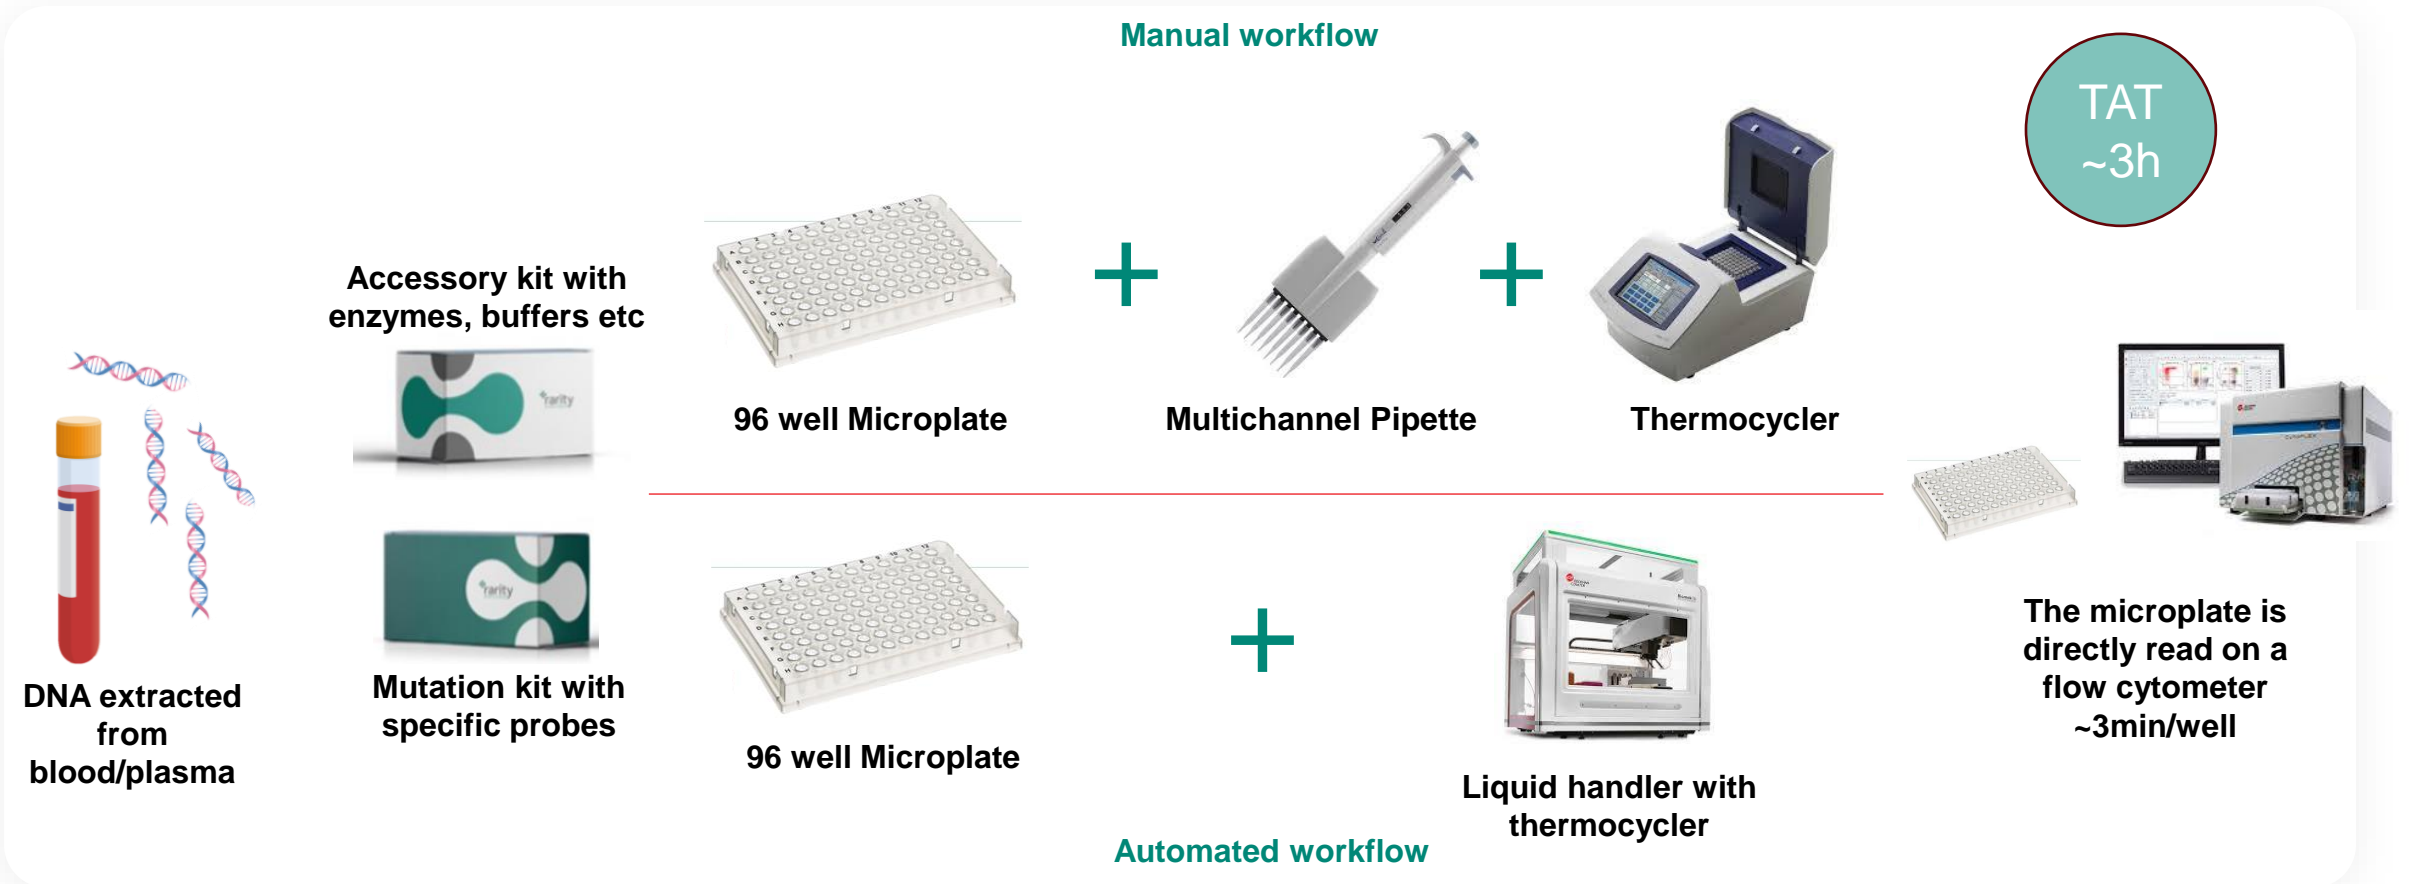 Manual workflow
TAT
~3h
Accessory kit with
enzymes, buffers etc
rarity
96 well Microplate
Multichannel Pipette
Thermocycler
DNA extracted
from
blood/plasma
rarity
Mutation kit with
specific probes
96 well Microplate
Liquid handler with
thermocycler
The microplate is
directly read on a
flow cytometer
~3min/well
Automated workflow